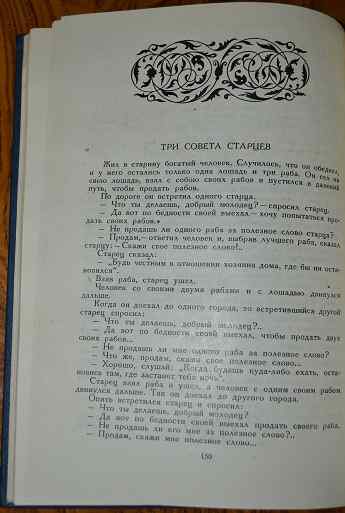 ТРИ СОВЕТА СТАРЦЕВ
Жил в старину богатый человек. Случилось, что он обеднел,
и у него остались только одна лошадь и три раба. Он сел на
свою лошадь, взял с собою своих рабов и пустился в далекий
путь, чтобы продать рабов.
По дороге он встретил одного старца.
— Что ты делаешь, добрый молодец? — спросил старец.
— Да вот по бедности своей выехал — хочу попытаться про-
дать своих рабов.
— Не продашь ли одного раба за полезное слово старца?
— Продам, — ответил человек и, выбрав лучшего раба, сказал
старцу: — Скажи свое полезное слово!..
Старец сказал:
— „Будь честным в отношении хозяина дома, где бы ни оста-
новился".
Взяв раба, старец ушел.
Человек со своими двумя рабами и с лошадью двинулся
дальше.
Когда он доехал до одного города, то встретившийся другой
старец спросил:
— Что ты делаешь, добрый молодец?..
— Да вот по бедности своей выехал, чтобы продать двух
своих рабов...
— Не продашь ли мне одного раба за полезное слово?
— Что же, продам, скажи свое полезное слово...
— Хорошо, слушай: „Когда будешь куда-либо ехать, оста-
новись там, где застанет тебя ночь".
Старец взял раба и ушел, а человек с одним своим рабом
двинулся дальше. Так он доехал до другого города.
Опять встретился старец и спросил:
— Что ты делаешь, добрый молодец?
— Да вот по бедности своей выехал продать своего раба.
— Не продашь ли его мне за полезное слово?..
— Продам, скажи мне полезное слово...
150